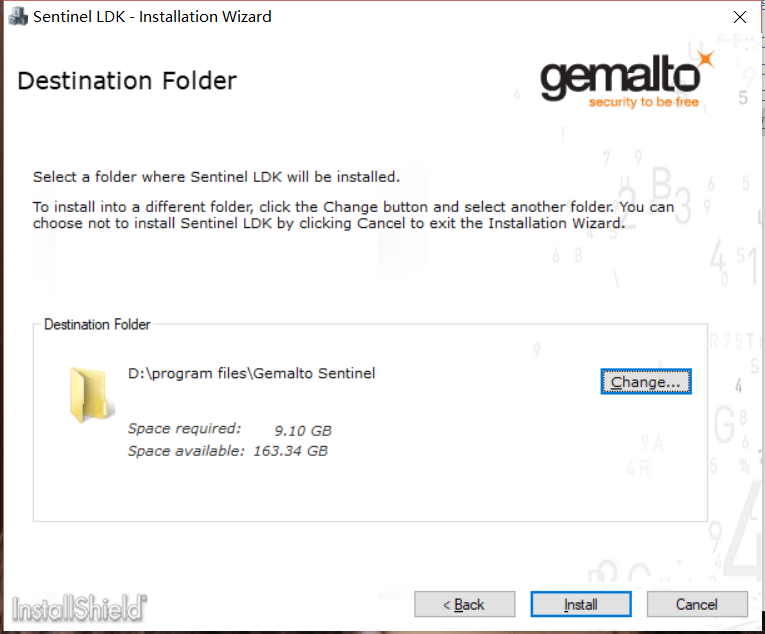 Sentinel LDK - Installation Wizard
Destination Folder
gemalto
security to be free
Select a folder where Sentinel LDK will be installed.
To install into a different folder, click the Change button and select another folder. You can
choose not to install Sentinel LDK by clicking Cancel to exit the Installation Wizard.
Destination Folder
D:\program files\Gemalto Sentinel
Change...
Space required: 9.10 GB
Space available: 163.34 GB
InstallShield
< Back
Install
Cancel